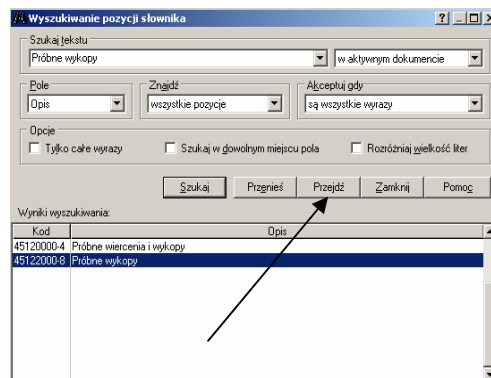 Wyszukiwanie pozycji słownika
Szukaj tekstu
Próbne wykopy w aktywnym dokumencie
Pole Znajdź Akceptuj gdy
Opis wszystkie pozycje są wszystkie wyrazy
Opcje
Tylko całe wyrazy Szukaj w dowolnym miejscu pola Rozróżniaj wielkość liter
Szukaj Przenieś Przejdź Zamknij Pomoc
Wyniki wyszukiwania:
Kod Opis
45120000-4 Próbne wiercenia i wykopy
45122000-8 Próbne wykopy